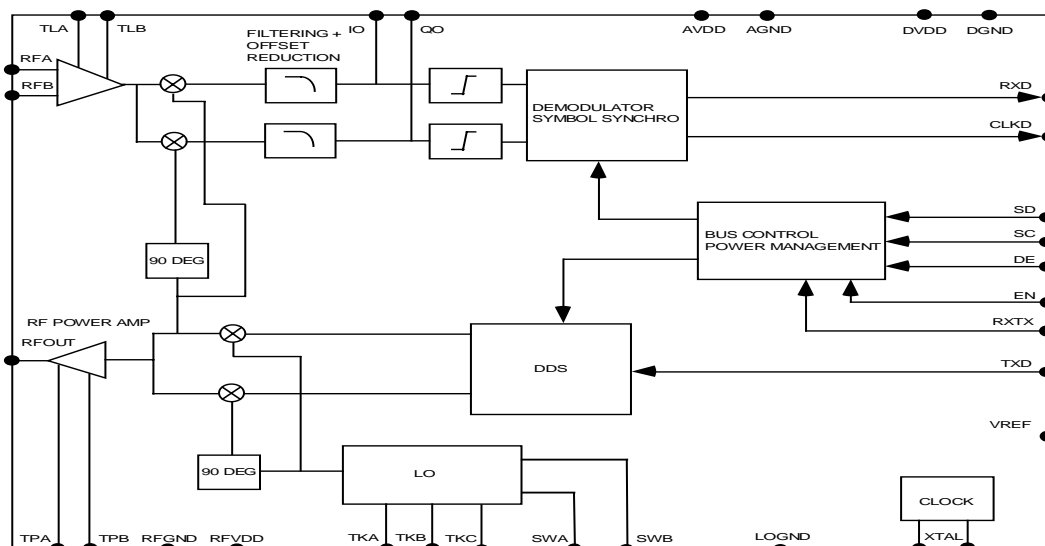 TLA
TLB
FILTERING +
OFFSET
REDUCTION
IO
QO
AVDD
AGND
DVDD
DGND
RFA
RFB
RXD
DEMODULATOR
SYMBOL SYNCHRO
CLKD
SD
BUS CONTROL
POWER MANAGEMENT
SC
DE
90 DEG
EN
RF POWER AMP
RXTX
RFOUT
DDS
TXD
VREF
90 DEG
LO
CLOCK
TPA
TPB
RFGND
RFVDD
TKA
TKB
TKC
SWA
SWB
LOGND
XTAL